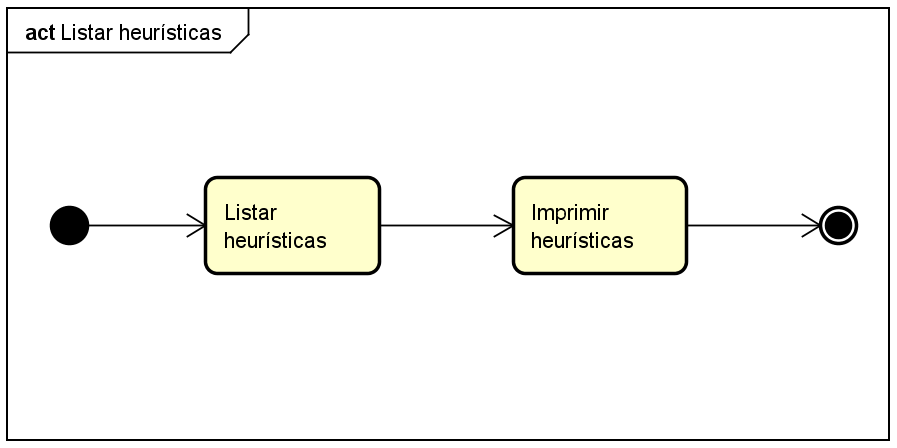 act Listar heurísticas
Listar
heurísticas
Imprimir
heurísticas